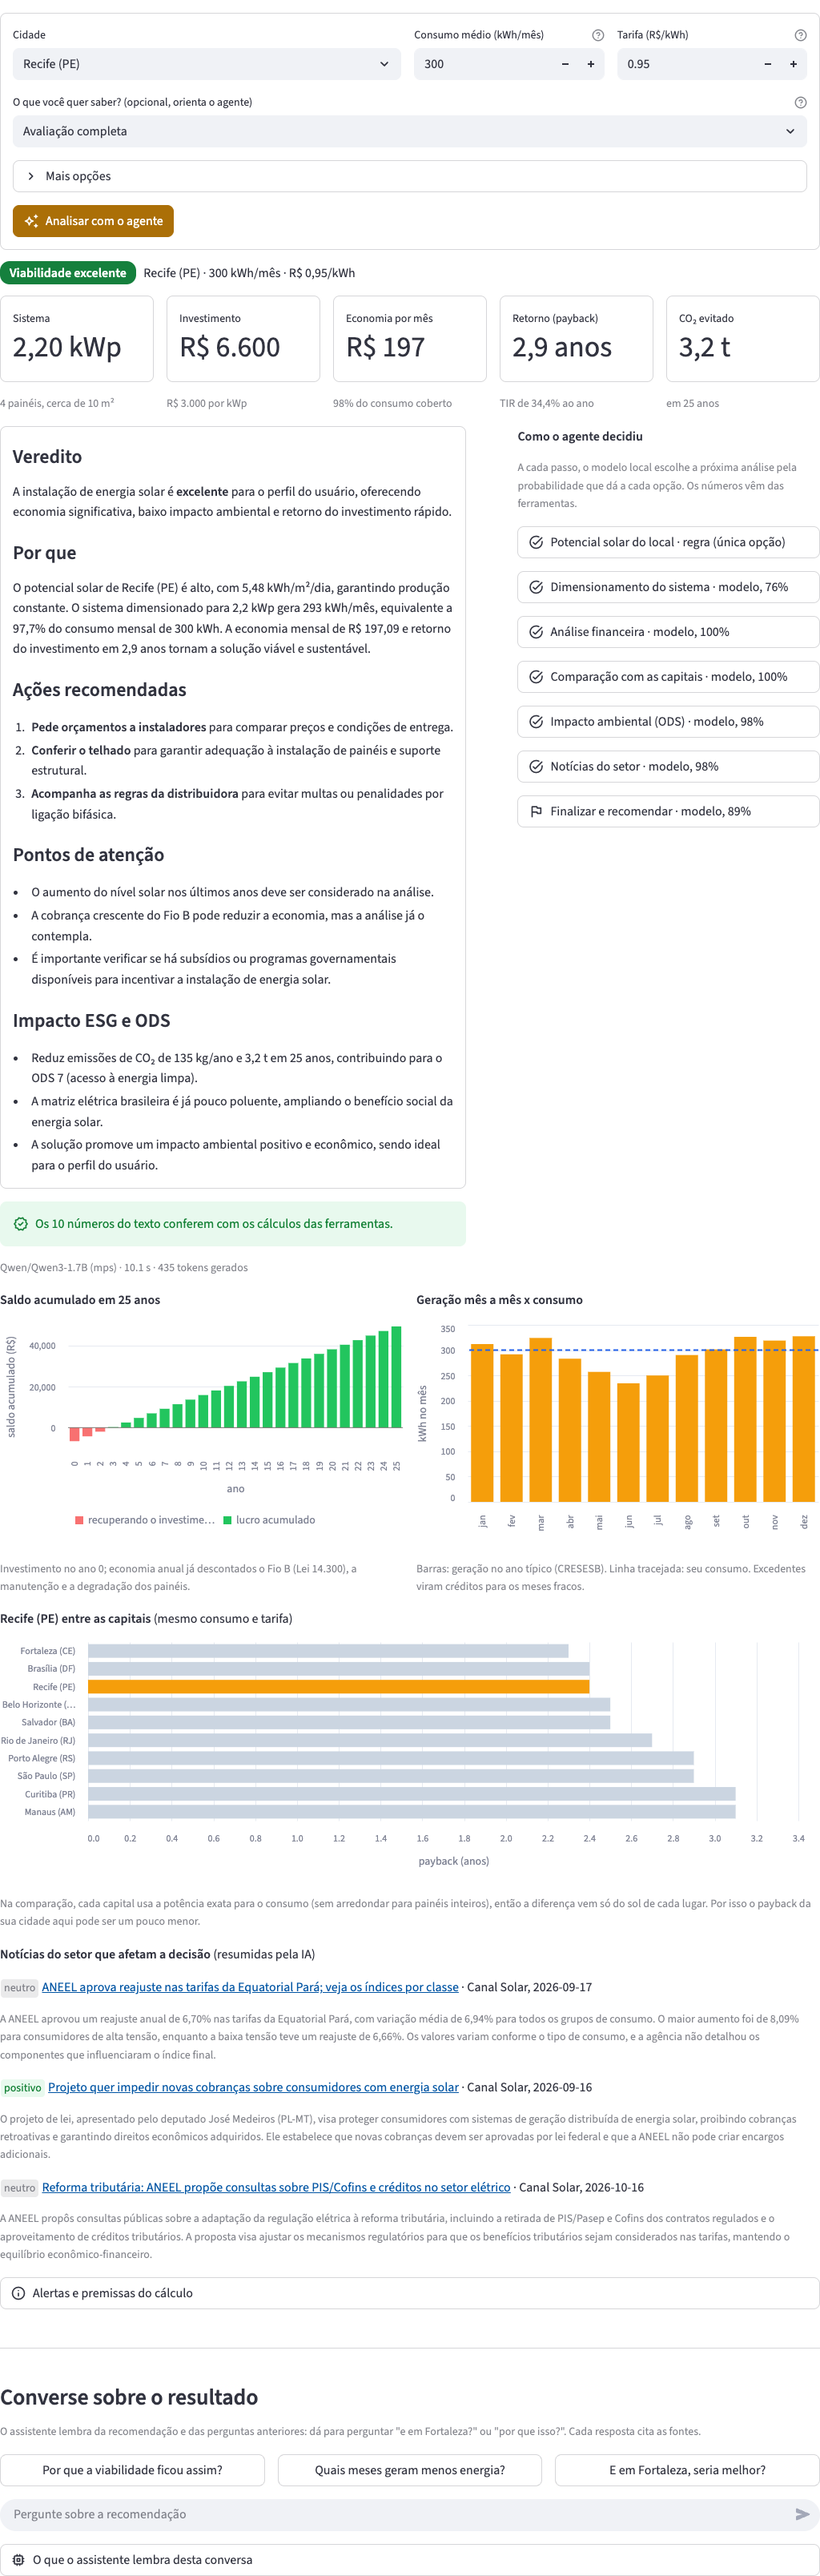 Cidade
Consumo médio (kWh/mês)
Tarifa (R$/kWh)
Recife (PE)
300
0.95
O que você quer saber? (opcional, orienta o agente)
Avaliação completa
Mais opções
Analisar com o agente
Viabilidade excelente Recife (PE) · 300 kWh/mês · R$ 0,95/kWh
Sistema
2,20 kWp
4 painéis, cerca de 10 m²
Investimento
R$ 6.600
R$ 3.000 por kWp
Economia por mês
R$ 197
98% do consumo coberto
Retorno (payback)
2,9 anos
TIR de 34,4% ao ano
CO₂ evitado
3,2 t
em 25 anos
Veredito
A instalação de energia solar é excelente para o perfil do usuário, oferecendo
economia significativa, baixo impacto ambiental e retorno do investimento rápido.
Por que
O potencial solar de Recife (PE) é alto, com 5,48 kWh/m²/dia, garantindo produção
constante. O sistema dimensionado para 2,2 kWp gera 293 kWh/mês, equivalente a
97,7% do consumo mensal de 300 kWh. A economia mensal de R$ 197,09 e retorno
do investimento em 2,9 anos tornam a solução viável e sustentável.
Ações recomendadas
1. Pede orçamentos a instaladores para comparar preços e condições de entrega.
2. Conferir o telhado para garantir adequação à instalação de painéis e suporte
estrutural.
3. Acompanha as regras da distribuidora para evitar multas ou penalidades por
ligação bifásica.
Pontos de atenção
• O aumento do nível solar nos últimos anos deve ser considerado na análise.
• A cobrança crescente do Fio B pode reduzir a economia, mas a análise já o
contempla.
• É importante verificar se há subsídios ou programas governamentais
disponíveis para incentivar a instalação de energia solar.
Impacto ESG e ODS
• Reduz emissões de CO₂ de 135 kg/ano e 3,2 t em 25 anos, contribuindo para o
ODS 7 (acesso à energia limpa).
• A matriz elétrica brasileira é já pouco poluente, ampliando o benefício social da
energia solar.
• A solução promove um impacto ambiental positivo e econômico, sendo ideal
para o perfil do usuário.
Os 10 números do texto conferem com os cálculos das ferramentas.
Qwen/Qwen3-1.7B (mps) · 10.1 s · 435 tokens gerados
Como o agente decidiu
A cada passo, o modelo local escolhe a próxima análise pela
probabilidade que dá a cada opção. Os números vêm das
ferramentas.
Potencial solar do local · regra (única opção)
Dimensionamento do sistema · modelo, 76%
Análise financeira · modelo, 100%
Comparação com as capitais · modelo, 100%
Impacto ambiental (ODS) · modelo, 98%
Notícias do setor · modelo, 98%
Finalizar e recomendar · modelo, 89%
Saldo acumulado em 25 anos
saldo acumulado (R$)
40,000
20,000
0
0 1 2 3 4 5 6 7 8 9 10 11 12 13 14 15 16 17 18 19 20 21 22 23 24 25
ano
recuperando o investime… lucro acumulado
Investimento no ano 0; economia anual já descontados o Fio B (Lei 14.300), a
manutenção e a degradação dos painéis.
Geração mês a mês x consumo
kWh no mês
350
300
250
200
150
100
50
0
jan fev mar abr mai jun jul ago set out nov dez
Barras: geração no ano típico (CRESESB). Linha tracejada: seu consumo. Excedentes
viram créditos para os meses fracos.
Recife (PE) entre as capitais (mesmo consumo e tarifa)
Fortaleza (CE)
Brasília (DF)
Recife (PE)
Belo Horizonte (…
Salvador (BA)
Rio de Janeiro (RJ)
Porto Alegre (RS)
São Paulo (SP)
Curitiba (PR)
Manaus (AM)
0.0 0.2 0.4 0.6 0.8 1.0 1.2 1.4 1.6 1.8 2.0 2.2 2.4 2.6 2.8 3.0 3.2 3.4
payback (anos)
Na comparação, cada capital usa a potência exata para o consumo (sem arredondar para painéis inteiros), então a diferença vem só do sol de cada lugar. Por isso o payback da
sua cidade aqui pode ser um pouco menor.
Notícias do setor que afetam a decisão (resumidas pela IA)
neutro ANEEL aprova reajuste nas tarifas da Equatorial Pará; veja os índices por classe · Canal Solar, 2026-09-17
A ANEEL aprovou um reajuste anual de 6,70% nas tarifas da Equatorial Pará, com variação média de 6,94% para todos os grupos de consumo. O maior aumento foi de 8,09%
para consumidores de alta tensão, enquanto a baixa tensão teve um reajuste de 6,66%. Os valores variam conforme o tipo de consumo, e a agência não detalhou os
componentes que influenciaram o índice final.
positivo Projeto quer impedir novas cobranças sobre consumidores com energia solar · Canal Solar, 2026-09-16
O projeto de lei, apresentado pelo deputado José Medeiros (PL-MT), visa proteger consumidores com sistemas de geração distribuída de energia solar, proibindo cobranças
retroativas e garantindo direitos econômicos adquiridos. Ele estabelece que novas cobranças devem ser aprovadas por lei federal e que a ANEEL não pode criar encargos
adicionais.
neutro Reforma tributária: ANEEL propõe consultas sobre PIS/Cofins e créditos no setor elétrico · Canal Solar, 2026-10-16
A ANEEL propôs consultas públicas sobre a adaptação da regulação elétrica à reforma tributária, incluindo a retirada de PIS/Pasep e Cofins dos contratos regulados e o
aproveitamento de créditos tributários. A proposta visa ajustar os mecanismos regulatórios para que os benefícios tributários sejam considerados nas tarifas, mantendo o
equilíbrio econômico-financeiro.
Alertas e premissas do cálculo
Converse sobre o resultado
O assistente lembra da recomendação e das perguntas anteriores: dá para perguntar "e em Fortaleza?" ou "por que isso?". Cada resposta cita as fontes.
Por que a viabilidade ficou assim?
Quais meses geram menos energia?
E em Fortaleza, seria melhor?
Pergunte sobre a recomendação
O que o assistente lembra desta conversa